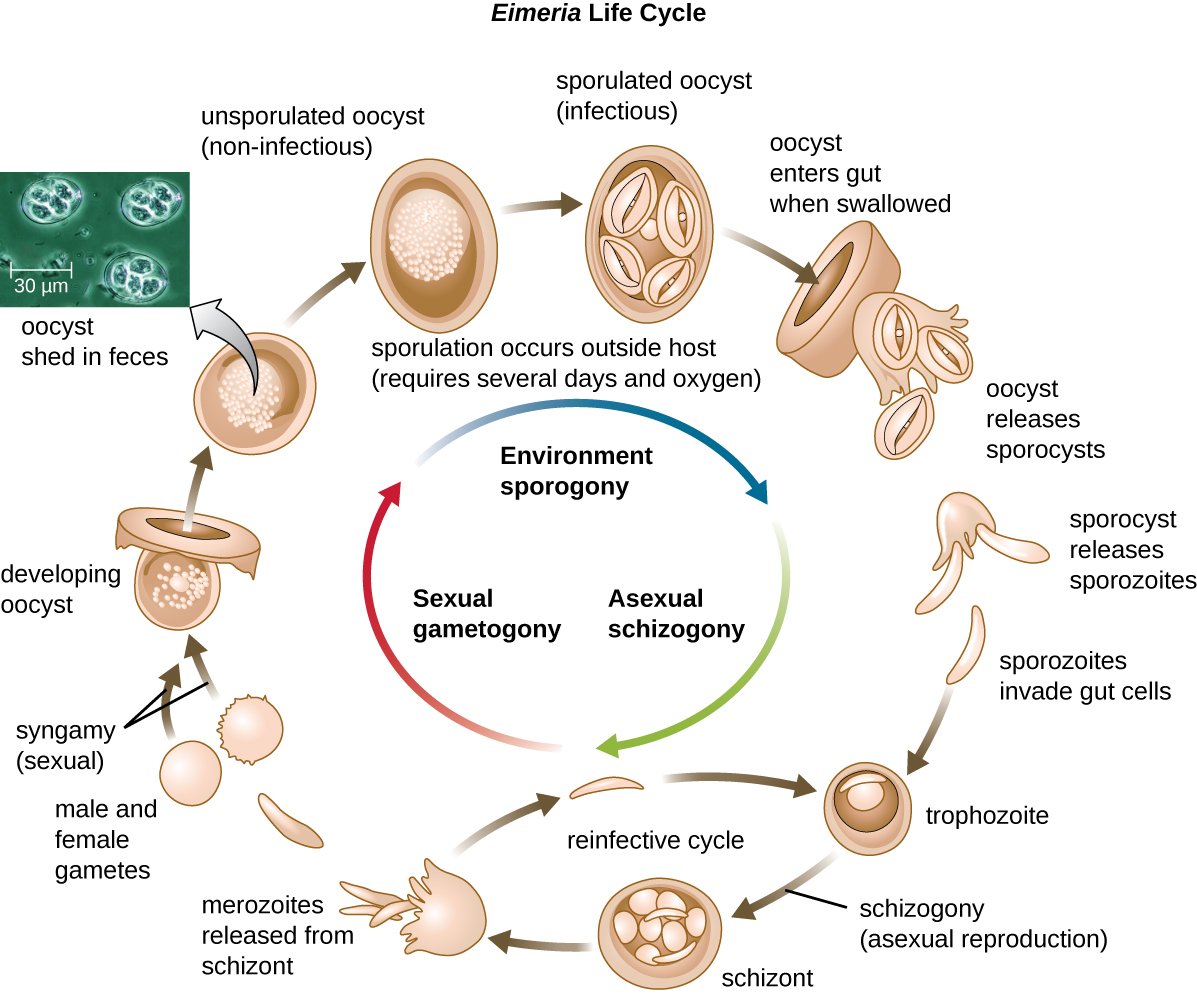 Eimeria Life Cycle
sporulated oocyst
(infectious)
unsporulated oocyst
(non-infectious)
oocyst
enters gut
when swallowed
30 µm
oocyst
shed in feces
sporulation occurs outside host
(requires several days and oxygen)
oocyst
releases
sporocysts
Environment
sporogony
sporocyst
releases
sporozoites
developing
oocyst
Sexual
gametogony
Asexual
schizogony
sporozoites
invade gut cells
syngamy
(sexual)
male and
female
gametes
reinfective cycle
trophozoite
merozoites
released from
schizont
schizogony
(asexual reproduction)
schizont